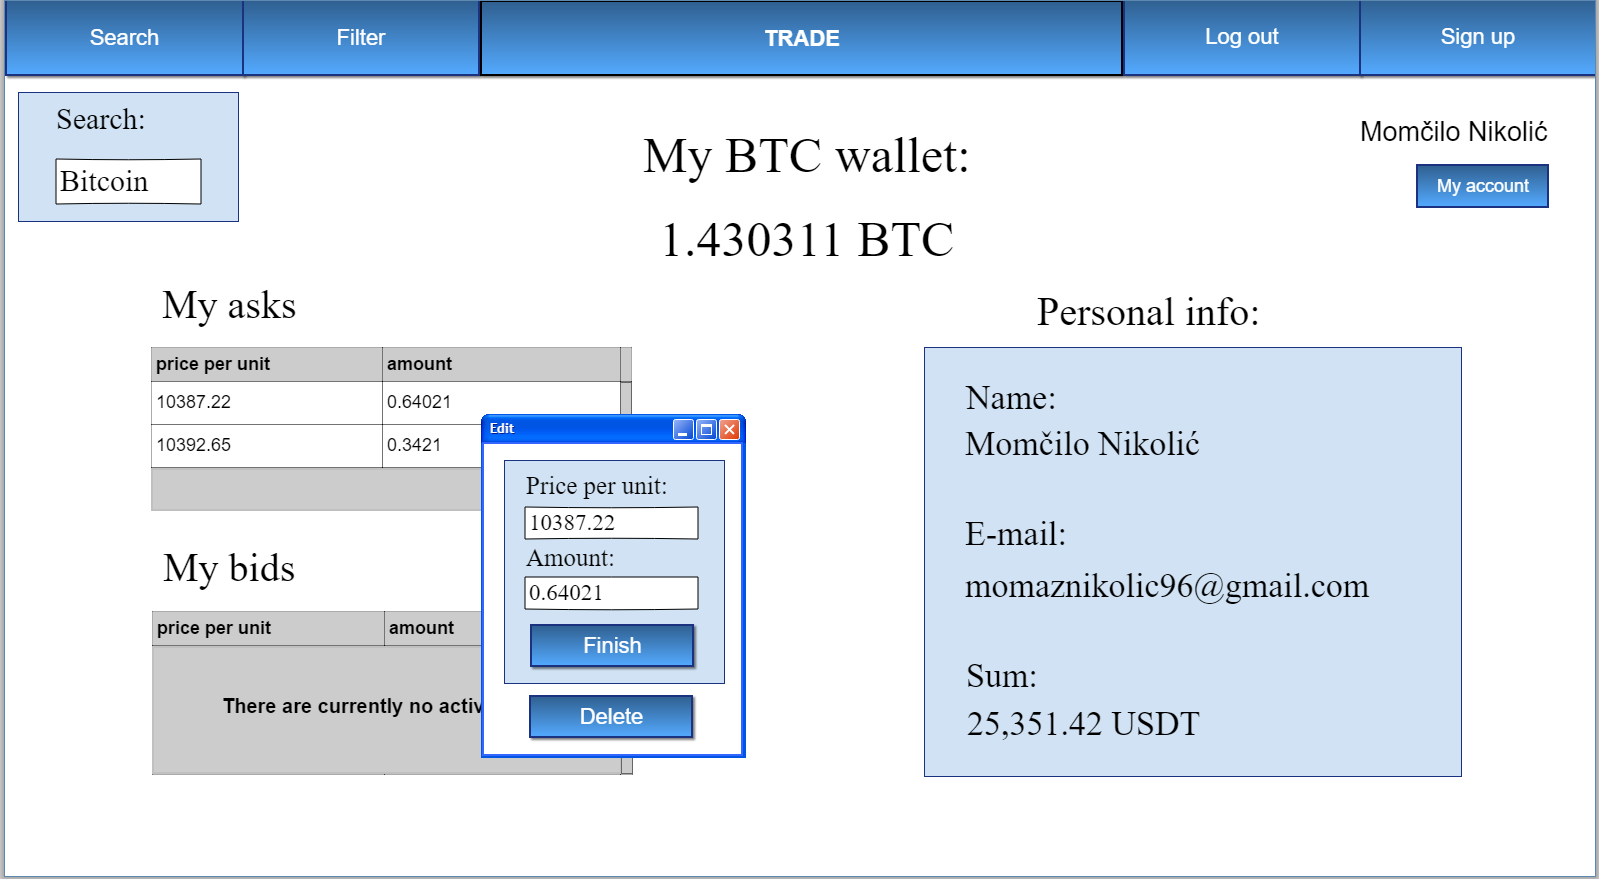 Search Filter TRADE Log out Sign up
Search:
Bitcoin
My BTC wallet:
1.430311 BTC
Momčilo Nikolić
My account
My asks
price per unit amount
10387.22 0.64021
10392.65 0.3421
My bids
price per unit amount
There are currently no
Edit
Price per unit:
10387.22
Amount:
0.64021
Finish
Delete
Personal info:
Name:
Momčilo Nikolić
E-mail:
momaznikolic96@gmail.com
Sum:
25,351.42 USDT